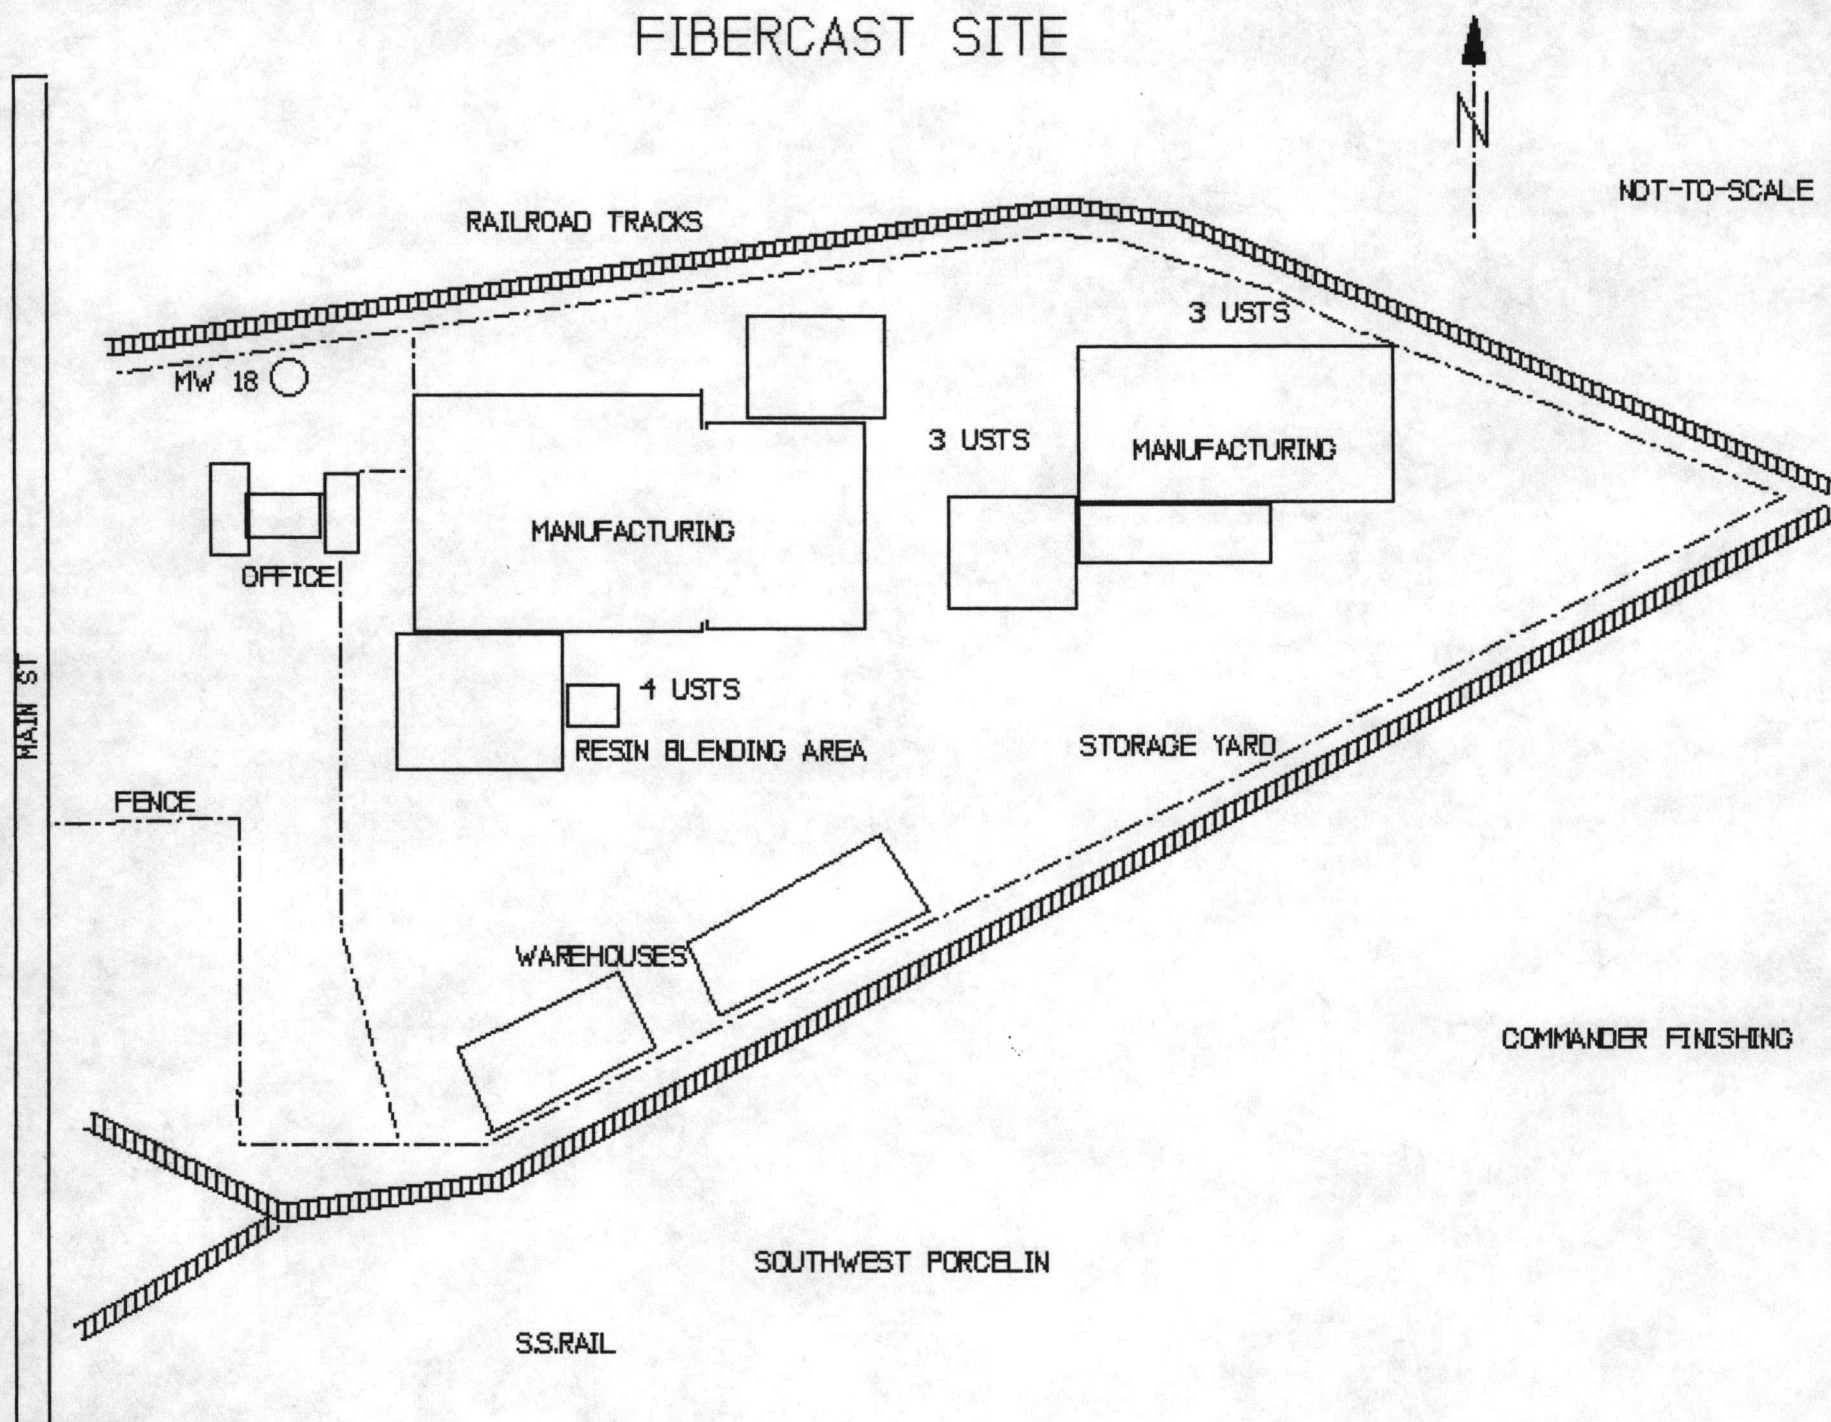 FIBERCAST SITE
N
NOT-TO-SCALE
RAILROAD TRACKS
3 USTS
MW 18
3 USTS
MANUFACTURING
MANUFACTURING
OFFICE
MAIN ST
4 USTS
RESIN BLENDING AREA
STORAGE YARD
FENCE
WAREHOUSES
COMMANDER FINISHING
SOUTHWEST PORCELIN
S.S.RAIL